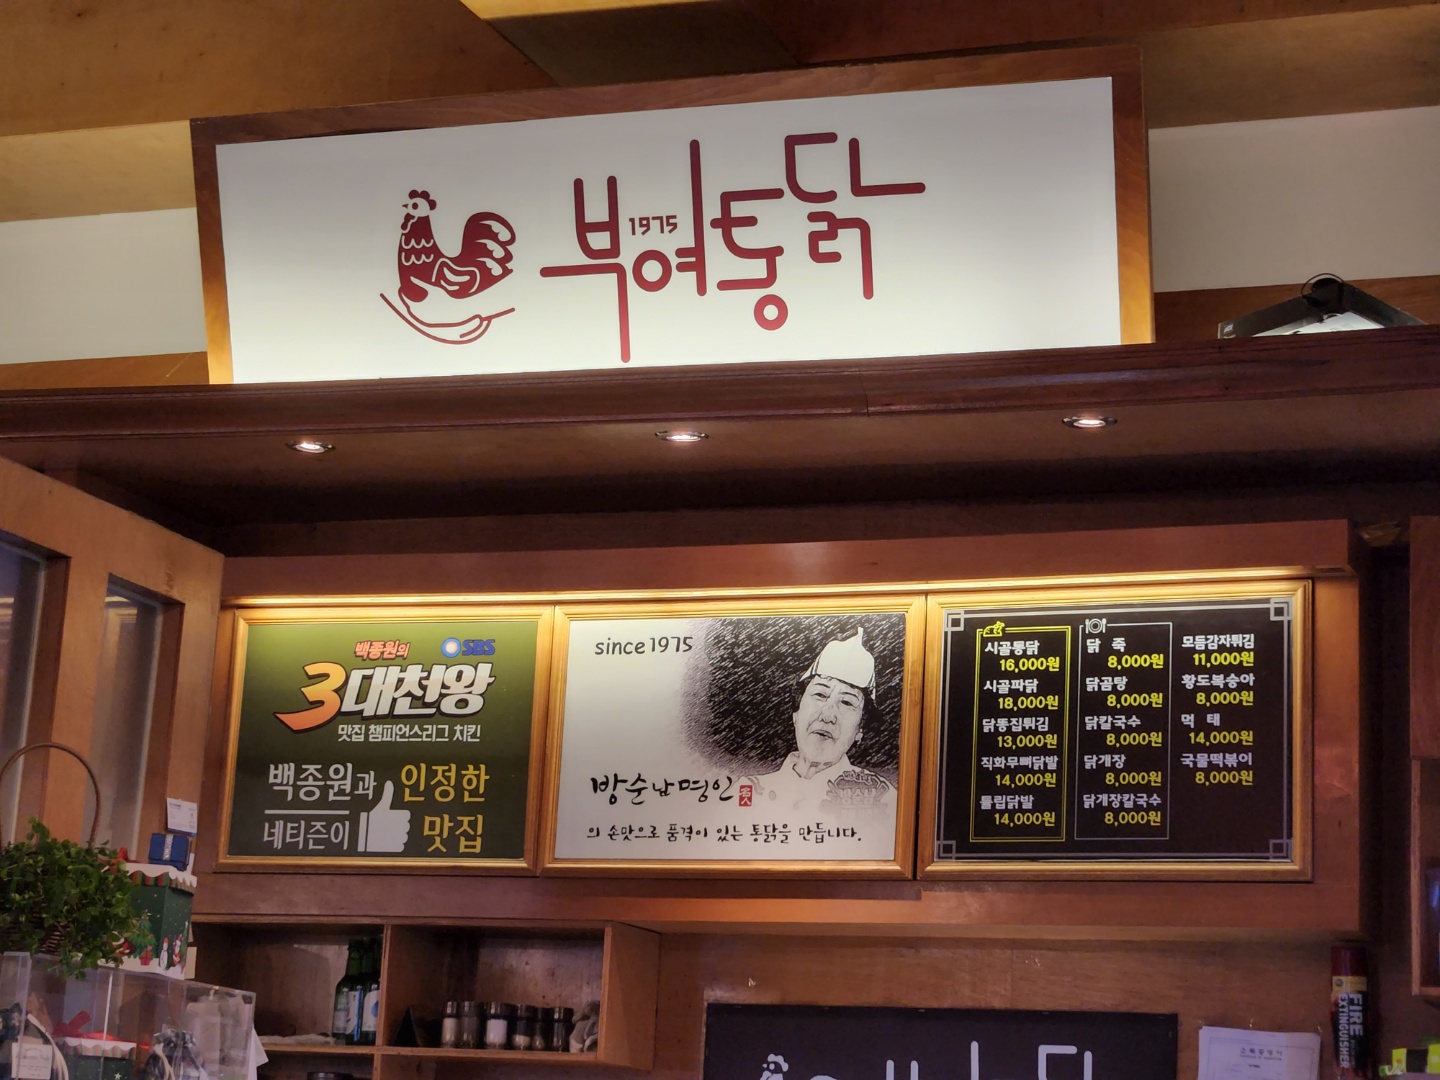 부여통닭
1975
백종원의
SBS
3대천왕
맛집 챔피언스리그 치킨
백종원과 인정한
네티즌이 맛집
since1975
방순남명인
名人
의 손맛으로 품격이 있는 통닭을 만듭니다.
시골통닭
16,000원
시골파닭
18,000원
닭똥집튀김
13,000원
직화무뼈닭발
14,000원
튤립닭발
14,000원
닭 죽
8,000원
닭곰탕
8,000원
닭칼국수
8,000원
닭개장
8,000원
닭개장칼국수
8,000원
모듬감자튀김
11,000원
황도복숭아
8,000원
먹 태
14,000원
국물떡볶이
8,000원
FIRE
EXTINGUISHER